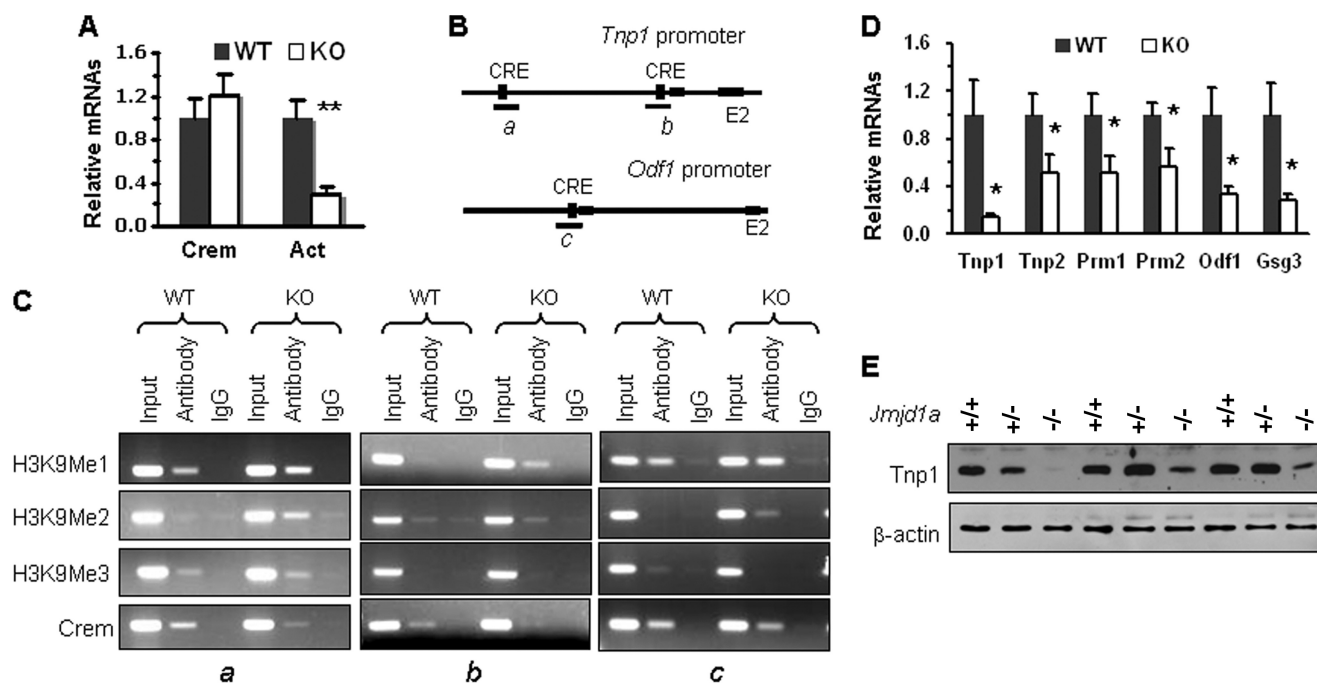 A
WT KO
Relative mRNAs
1.6
1.2
0.8
0.4
0.0
**
Crem Act
B
Tnp1 promoter
CRE CRE
a b E2
Odf1 promoter
CRE
c E2
D
WT KO
Relative mRNAs
1.6
1.2
0.8
0.4
0.0
* * * * * *
Tnp1 Tnp2 Prm1 Prm2 Odf1 Gsg3
C
WT KO WT KO WT KO
Input Antibody IgG Input Antibody IgG Input Antibody IgG Input Antibody IgG Input Antibody IgG Input Antibody IgG
H3K9Me1
H3K9Me2
H3K9Me3
Crem
a b c
E
Jmjd1a +/+ +/- -/- +/+ +/- -/- +/+ +/- -/-
Tnp1
β-actin